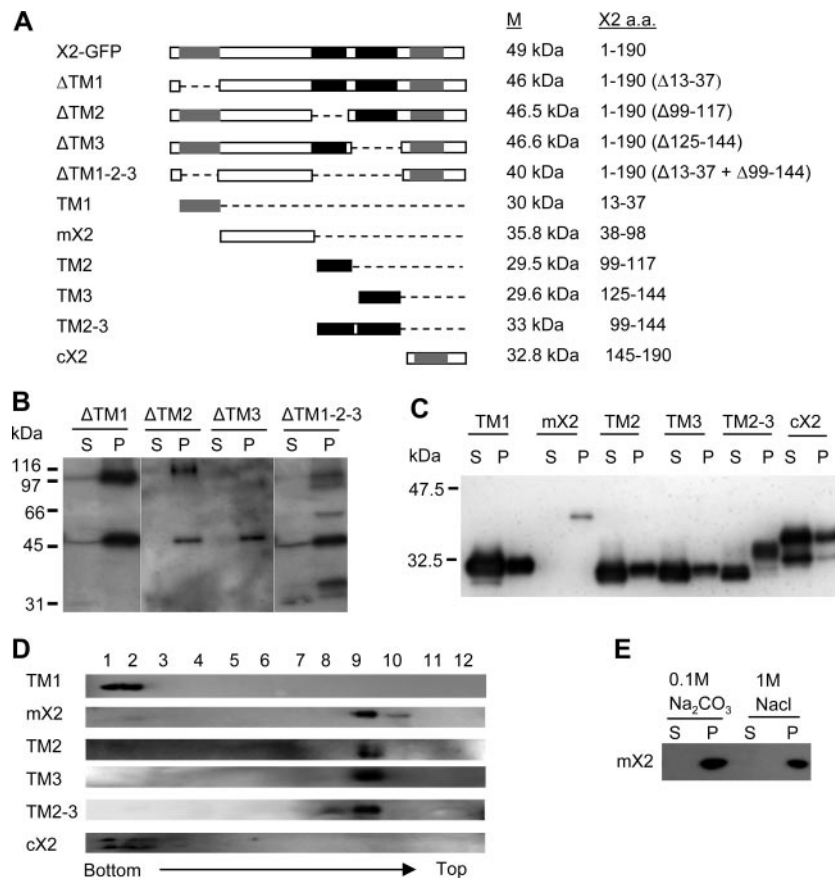 A
M X2 a.a.
X2-GFP 49 kDa 1-190
ΔTM1 46 kDa 1-190 (Δ13-37)
ΔTM2 46.5 kDa 1-190 (Δ99-117)
ΔTM3 46.6 kDa 1-190 (Δ125-144)
ΔTM1-2-3 40 kDa 1-190 (Δ13-37 + Δ99-144)
TM1 30 kDa 13-37
mX2 35.8 kDa 38-98
TM2 29.5 kDa 99-117
TM3 29.6 kDa 125-144
TM2-3 33 kDa 99-144
cX2 32.8 kDa 145-190
B
ΔTM1 ΔTM2 ΔTM3 ΔTM1-2-3
kDa S P S P S P S P
116
97
66
45
31
C
TM1 mX2 TM2 TM3 TM2-3 cX2
kDa S P S P S P S P S P S P
47.5
32.5
D
1 2 3 4 5 6 7 8 9 10 11 12
TM1
mX2
TM2
TM3
TM2-3
cX2
Bottom Top
E
0.1M 1M
Na₂CO₃ Nacl
S P S P
mX2